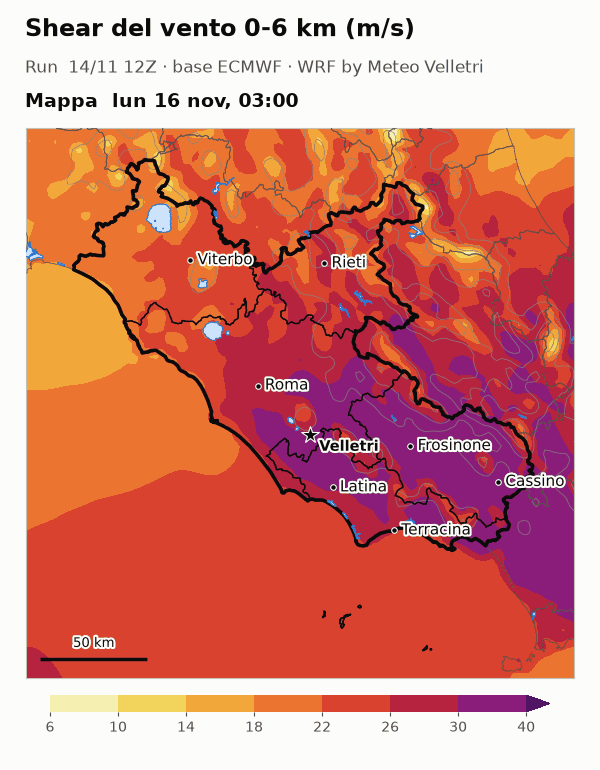 Shear del vento 0-6 km (m/s)
Run 14/11 12Z · base ECMWF · WRF by Meteo Velletri
Mappa lun 16 nov, 03:00
Viterbo
Rieti
Roma
Velletri
Frosinone
Cassino
Latina
Terracina
50 km
6 10 14 18 22 26 30 40